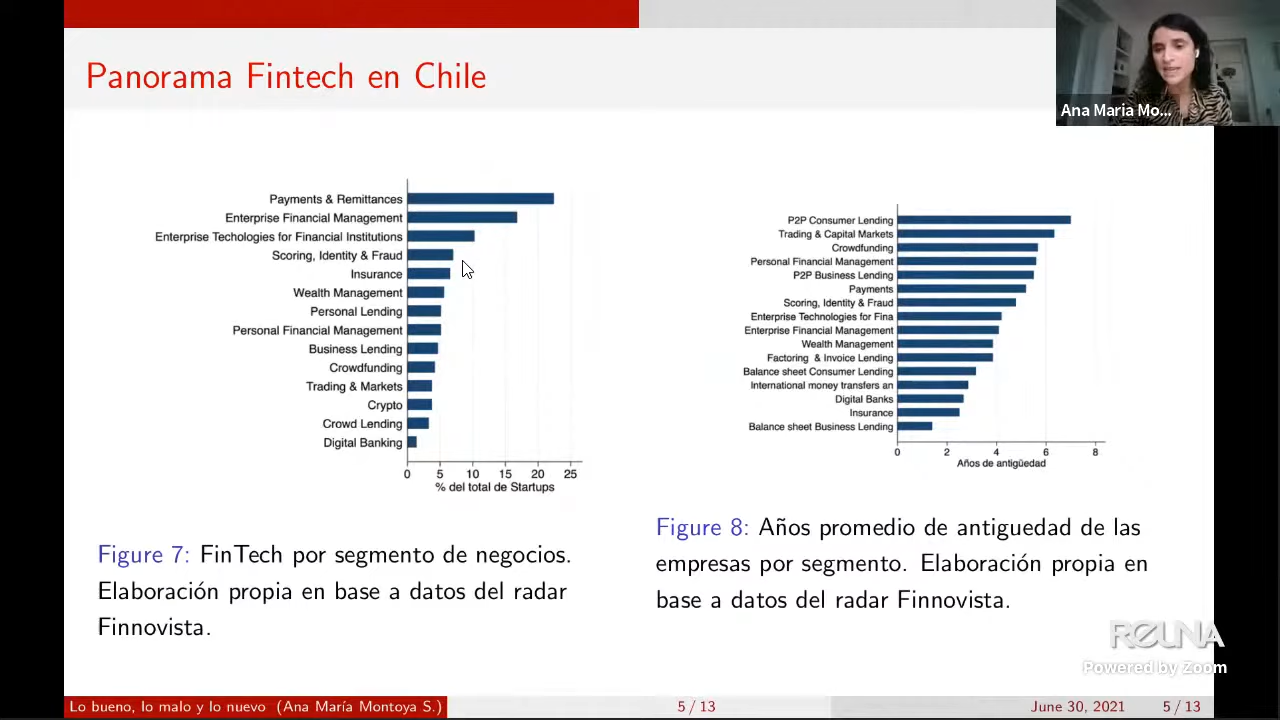 Panorama Fintech en Chile
Ana Maria Mo...
Payments & Remittances
Enterprise Financial Management
Enterprise Techologies for Financial Institutions
Scoring, Identity & Fraud
Insurance
Wealth Management
Personal Lending
Personal Financial Management
Business Lending
Crowdfunding
Trading & Markets
Crypto
Crowd Lending
Digital Banking
0 5 10 15 20 25
% del total de Startups
Figure 7: FinTech por segmento de negocios.
Elaboración propia en base a datos del radar
Finnovista.
P2P Consumer Lending
Trading & Capital Markets
Crowdfunding
Personal Financial Management
P2P Business Lending
Payments
Scoring, Identity & Fraud
Enterprise Technologies for Fina
Enterprise Financial Management
Wealth Management
Factoring & Invoice Lending
Balance sheet Consumer Lending
International money transfers an
Digital Banks
Insurance
Balance sheet Business Lending
0 2 4 6 8
Años de antigüedad
Figure 8: Años promedio de antiguedad de las
empresas por segmento. Elaboración propia en
base a datos del radar Finnovista.
REUNA
Powered by Zoom
Lo bueno, lo malo y lo nuevo (Ana María Montoya S.) 5 / 13 June 30, 2021 5 / 13